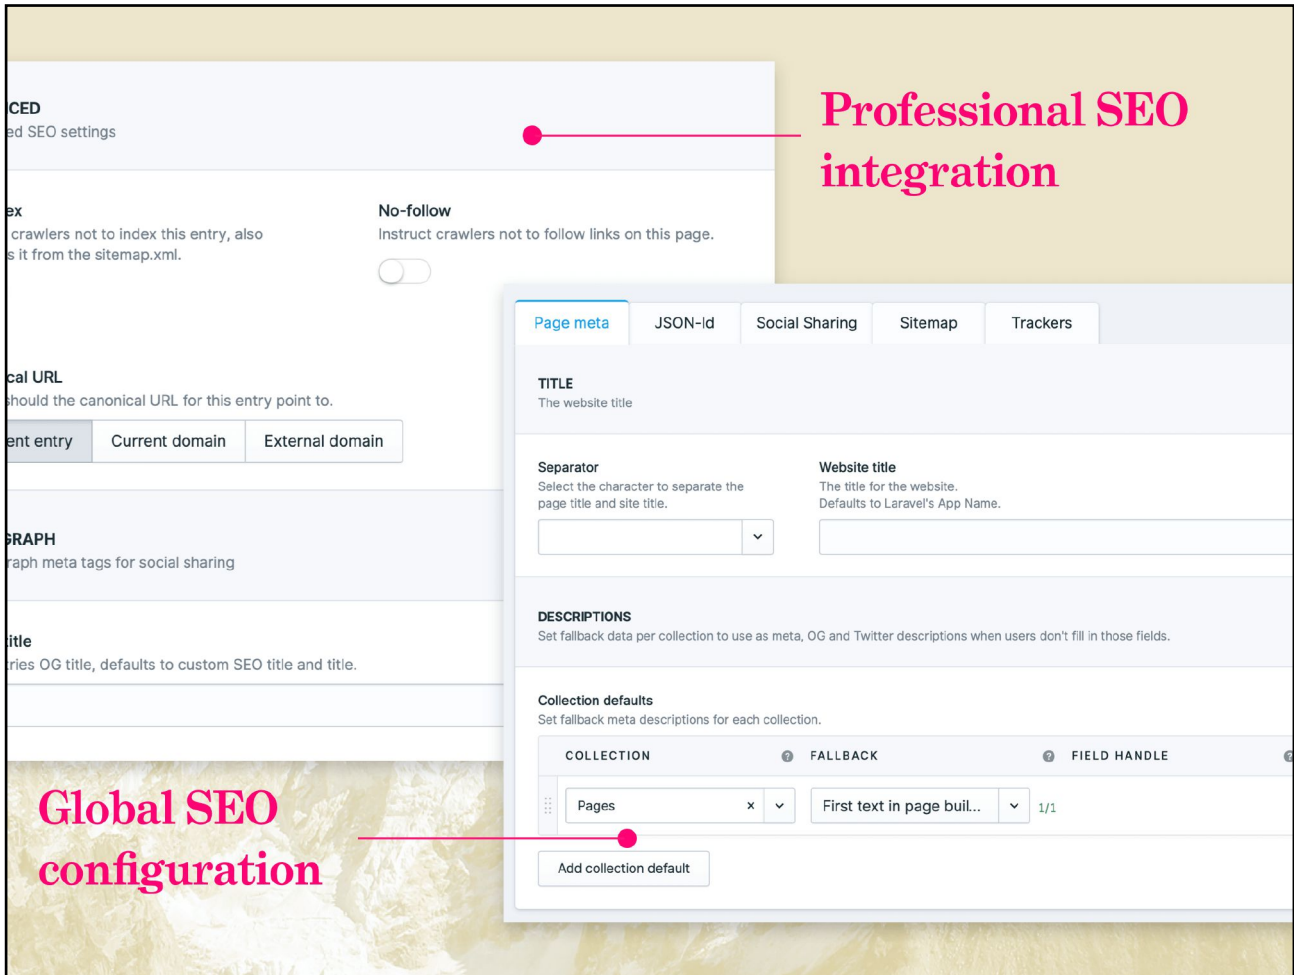 Professional SEO
integration
CED
ed SEO settings
ex
crawlers not to index this entry, also
s it from the sitemap.xml.
No-follow
Instruct crawlers not to follow links on this page.
cal URL
should the canonical URL for this entry point to.
ent entry
Current domain
External domain
GRAPH
raph meta tags for social sharing
title
tries OG title, defaults to custom SEO title and title.
Page meta
JSON-ld
Social Sharing
Sitemap
Trackers
TITLE
The website title
Separator
Select the character to separate the
page title and site title.
Website title
The title for the website.
Defaults to Laravel's App Name.
DESCRIPTIONS
Set fallback data per collection to use as meta, OG and Twitter descriptions when users don't fill in those fields.
Collection defaults
Set fallback meta descriptions for each collection.
COLLECTION
FALLBACK
FIELD HANDLE
Pages
First text in page buil...
1/1
Add collection default
Global SEO
configuration